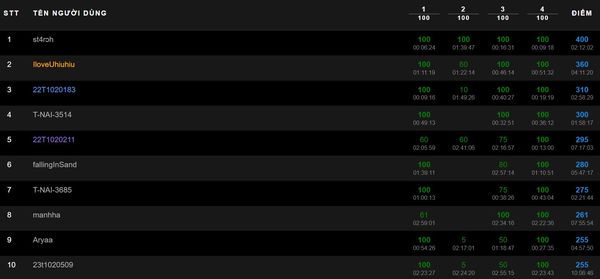 STT TÊN NGƯỜI DÙNG 1 2 3 4 ĐIỂM
100 100 100 100
1 st4rch 100 100 100 100 400
00:06:24 01:39:47 00:16:31 00:09:18 02:12:02
2 IloveUhiuhiu 100 60 100 100 360
01:11:19 01:22:14 00:46:14 00:51:32 04:11:20
3 22T1020183 100 10 100 100 310
00:09:16 01:49:26 00:40:27 00:19:19 02:58:29
4 T-NAI-3514 100 100 100 300
00:49:13 00:32:51 00:36:12 01:58:17
5 22T1020211 60 60 75 100 295
02:05:59 02:41:06 02:16:57 00:13:00 07:17:03
6 fallingInSand 100 80 100 280
01:39:11 02:57:14 01:10:51 05:47:17
7 T-NAI-3685 100 75 100 275
01:00:13 00:38:26 00:43:04 02:21:44
8 manhha 61 100 100 261
02:59:01 02:34:16 02:22:36 07:55:54
9 Aryaa 100 5 50 100 255
00:54:26 02:17:01 01:18:47 00:27:35 04:57:50
10 23t1020509 100 5 50 100 255
02:23:27 02:24:20 02:55:15 02:23:43 10:06:46